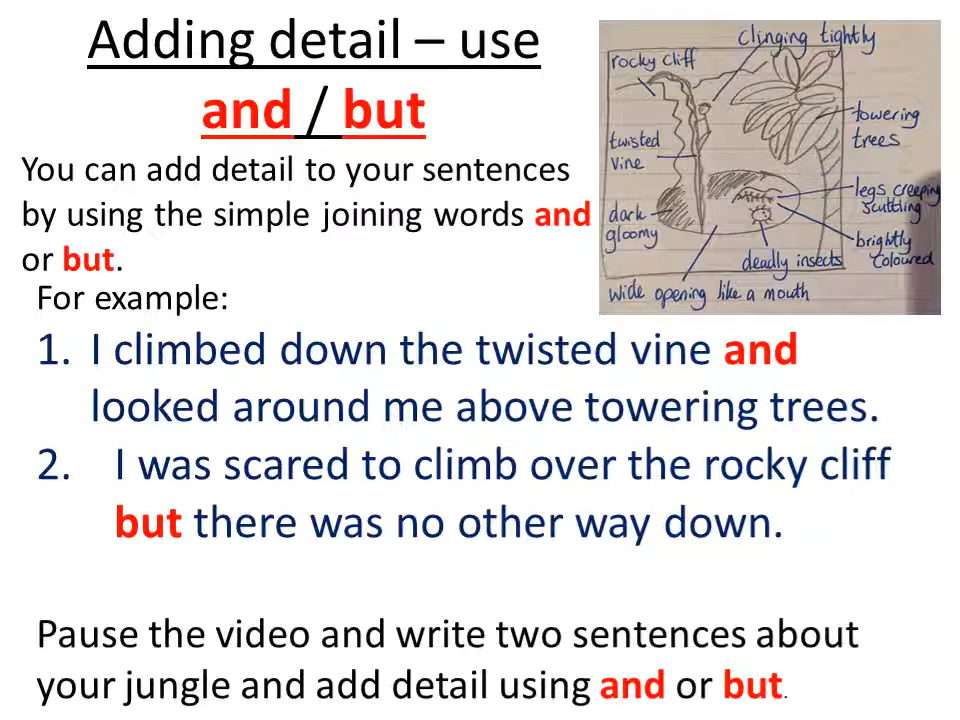 Adding detail – use
and / but
You can add detail to your sentences
by using the simple joining words and
or but.
For example:
1. I climbed down the twisted vine and
looked around me above towering trees.
2. I was scared to climb over the rocky cliff
but there was no other way down.
Pause the video and write two sentences about
your jungle and add detail using and or but.
clinging tightly
rocky cliff
towering
trees
twisted
vine
legs creeping
scuttling
dark
gloomy
brightly
coloured
deadly insects
wide opening like a mouth